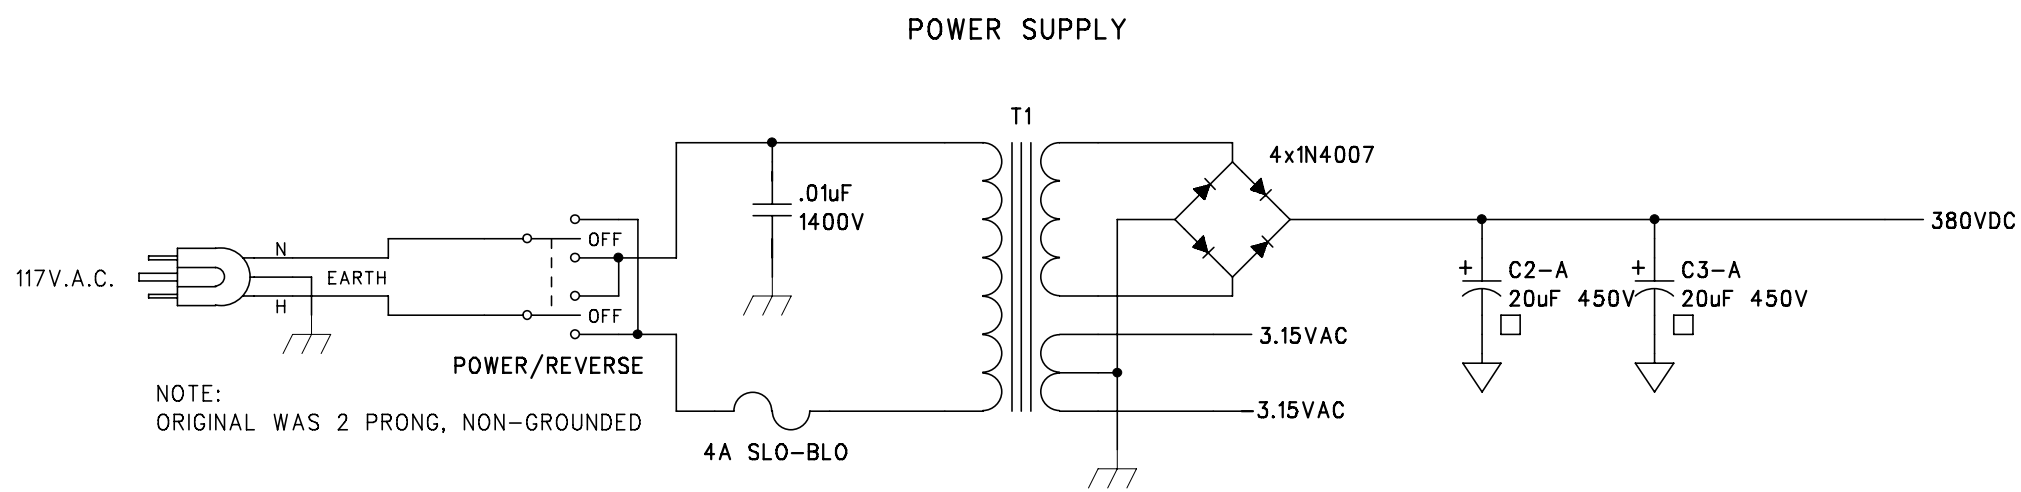 POWER SUPPLY
T1
4x1N4007
.01uF
1400V
380VDC
OFF
N
117V.A.C.
EARTH
H
OFF
C2-A
20uF 450V
C3-A
20uF 450V
3.15VAC
POWER/REVERSE
NOTE:
ORIGINAL WAS 2 PRONG, NON-GROUNDED
3.15VAC
4A SLO-BLO